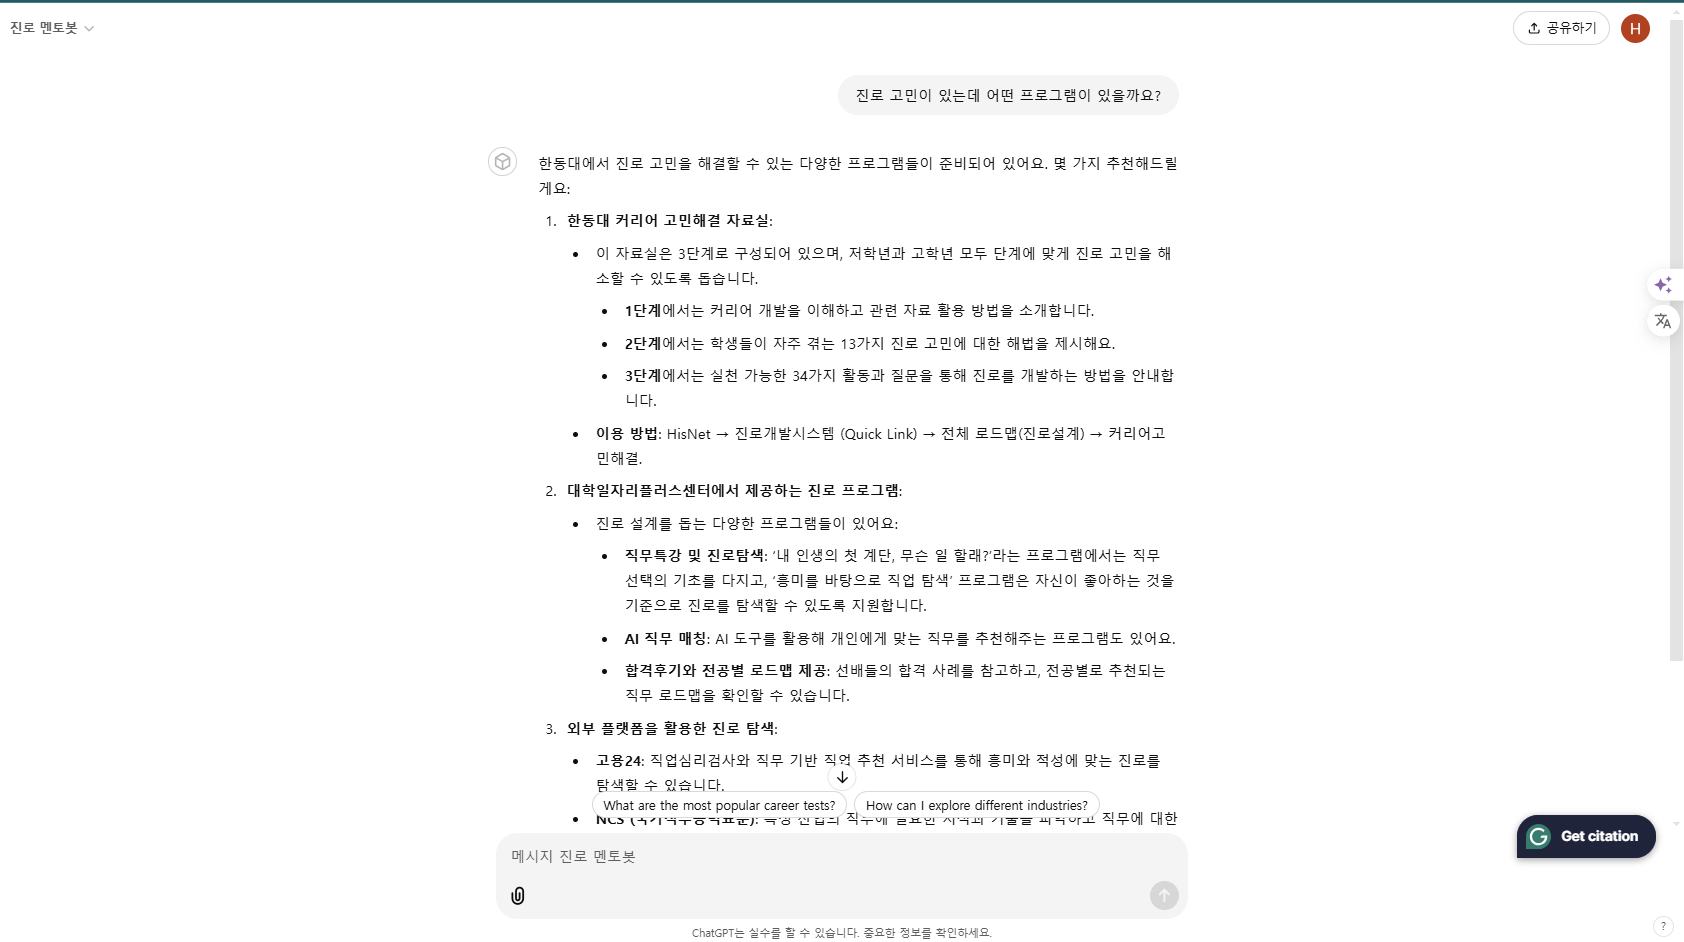 진로 멘토봇
공유하기
H
진로 고민이 있는데 어떤 프로그램이 있을까요?
한동대에서 진로 고민을 해결할 수 있는 다양한 프로그램들이 준비되어 있어요. 몇 가지 추천해드릴
게요:
1. 한동대 커리어 고민해결 자료실:
• 이 자료실은 3단계로 구성되어 있으며, 저학년과 고학년 모두 단계에 맞게 진로 고민을 해
소할 수 있도록 돕습니다.
• 1단계에서는 커리어 개발을 이해하고 관련 자료 활용 방법을 소개합니다.
• 2단계에서는 학생들이 자주 겪는 13가지 진로 고민에 대한 해법을 제시해요.
• 3단계에서는 실천 가능한 34가지 활동과 질문을 통해 진로를 개발하는 방법을 안내합
니다.
• 이용 방법: HisNet → 진로개발시스템 (Quick Link) → 전체 로드맵(진로설계) → 커리어고
민해결.
2. 대학일자리플러스센터에서 제공하는 진로 프로그램:
• 진로 설계를 돕는 다양한 프로그램들이 있어요:
• 직무특강 및 진로탐색: ‘내 인생의 첫 계단, 무슨 일 할래?’라는 프로그램에서는 직무
선택의 기초를 다지고, ‘흥미를 바탕으로 직업 탐색’ 프로그램은 자신이 좋아하는 것을
기준으로 진로를 탐색할 수 있도록 지원합니다.
• AI 직무 매칭: AI 도구를 활용해 개인에게 맞는 직무를 추천해주는 프로그램도 있어요.
• 합격후기와 전공별 로드맵 제공: 선배들의 합격 사례를 참고하고, 전공별로 추천되는
직무 로드맵을 확인할 수 있습니다.
3. 외부 플랫폼을 활용한 진로 탐색:
• 고용24: 직업심리검사와 직무 기반 직업 추천 서비스를 통해 흥미와 적성에 맞는 진로를
탐색할 수 있습니다.
What are the most popular career tests?
How can I explore different industries?
• NCS (국가직무능력표준): 특정 산업의 직무에 필요한 지식과 기술을 파악하고 직무에 대한
메시지 진로 멘토봇
Get citation
ChatGPT는 실수를 할 수 있습니다. 중요한 정보를 확인하세요.
?